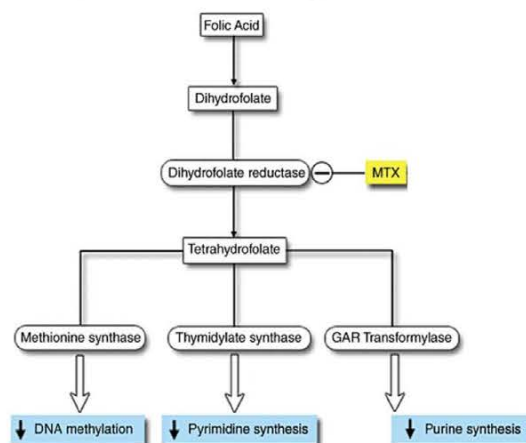 Folic Acid
Dihydrofolate
Dihydrofolate reductase
MTX
Tetrahydrofolate
Methionine synthase
Thymidylate synthase
GAR Transformylase
↓ DNA methylation
↓ Pyrimidine synthesis
↓ Purine synthesis